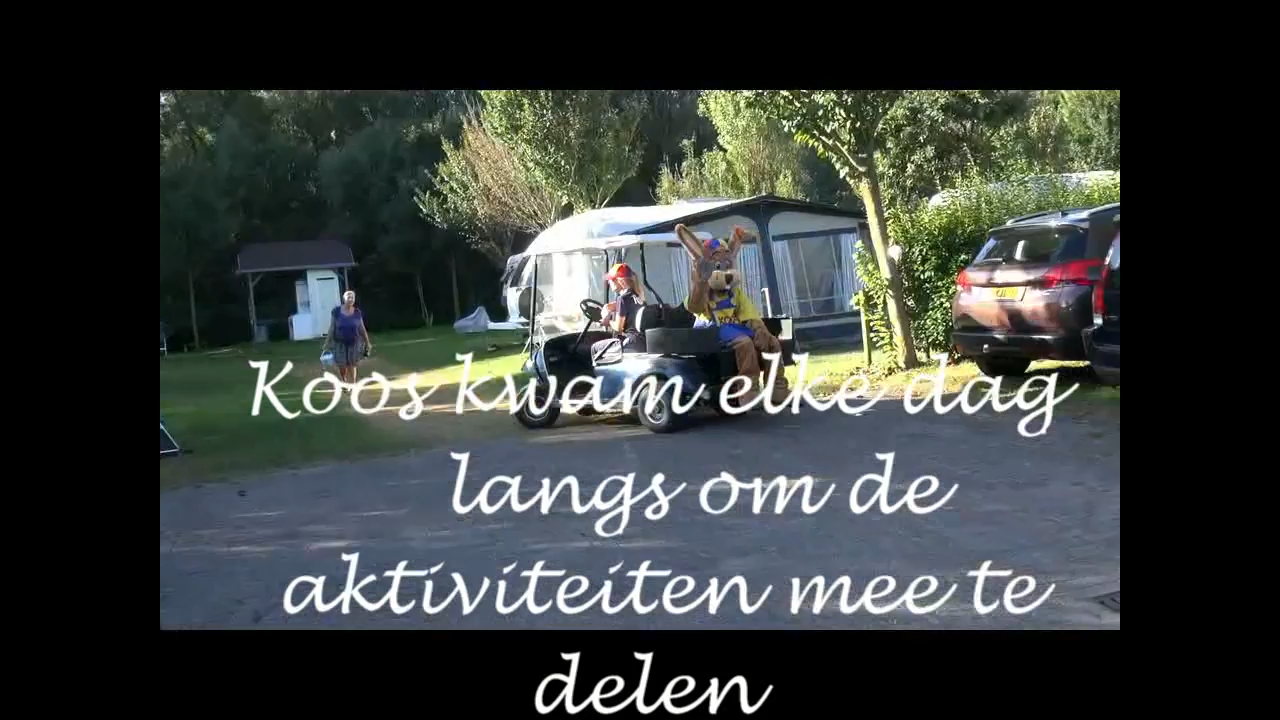 Koos kwam elke dag
langs om de
aktiviteiten mee te
delen